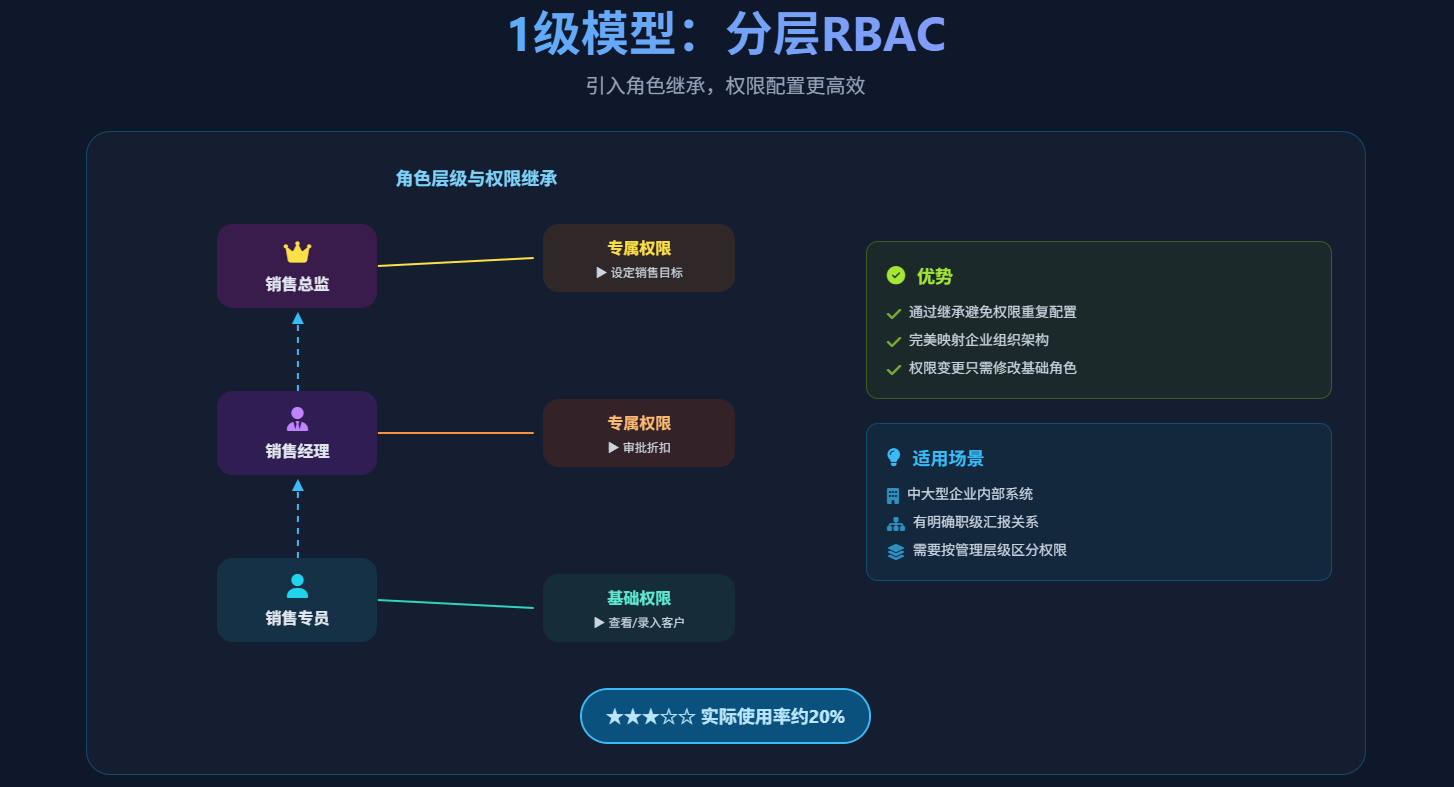 1级模型：分层RBAC
引入角色继承，权限配置更高效
角色层级与权限继承
销售总监
专属权限
▶ 设定销售目标
销售经理
专属权限
▶ 审批折扣
销售专员
基础权限
▶ 查看/录入客户
优势
通过继承避免权限重复配置
完美映射企业组织架构
权限变更只需修改基础角色
适用场景
中大型企业内部系统
有明确职级汇报关系
需要按管理层级区分权限
★★★☆☆ 实际使用率约20%